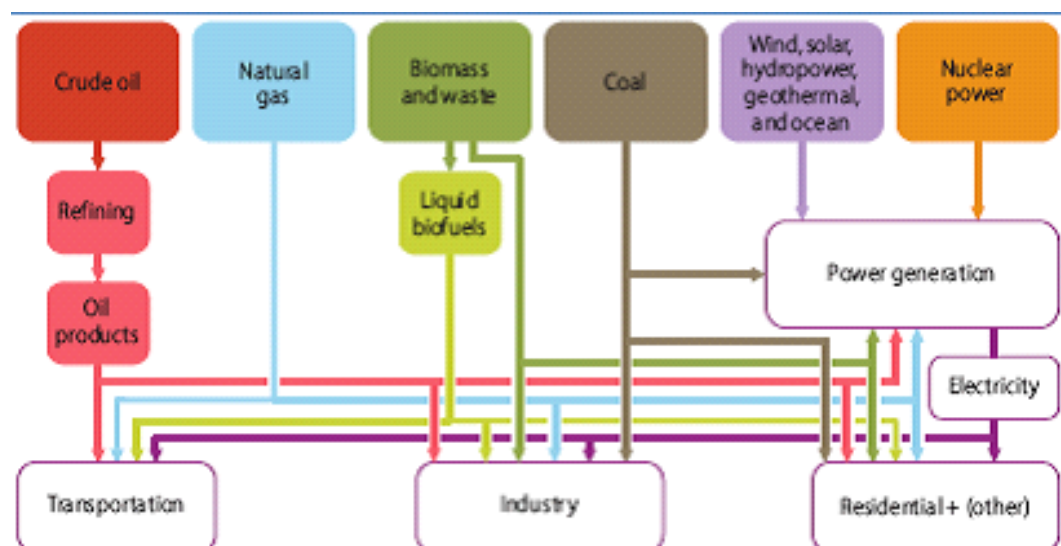 Crude oil
Natural
gas
Biomass
and waste
Coal
Wind, solar,
hydropower,
geothermal,
and ocean
Nuclear
power
Refining
Liquid
biofuels
Power generation
Oil
products
Electricity
Transportation
Industry
Residential + (other)